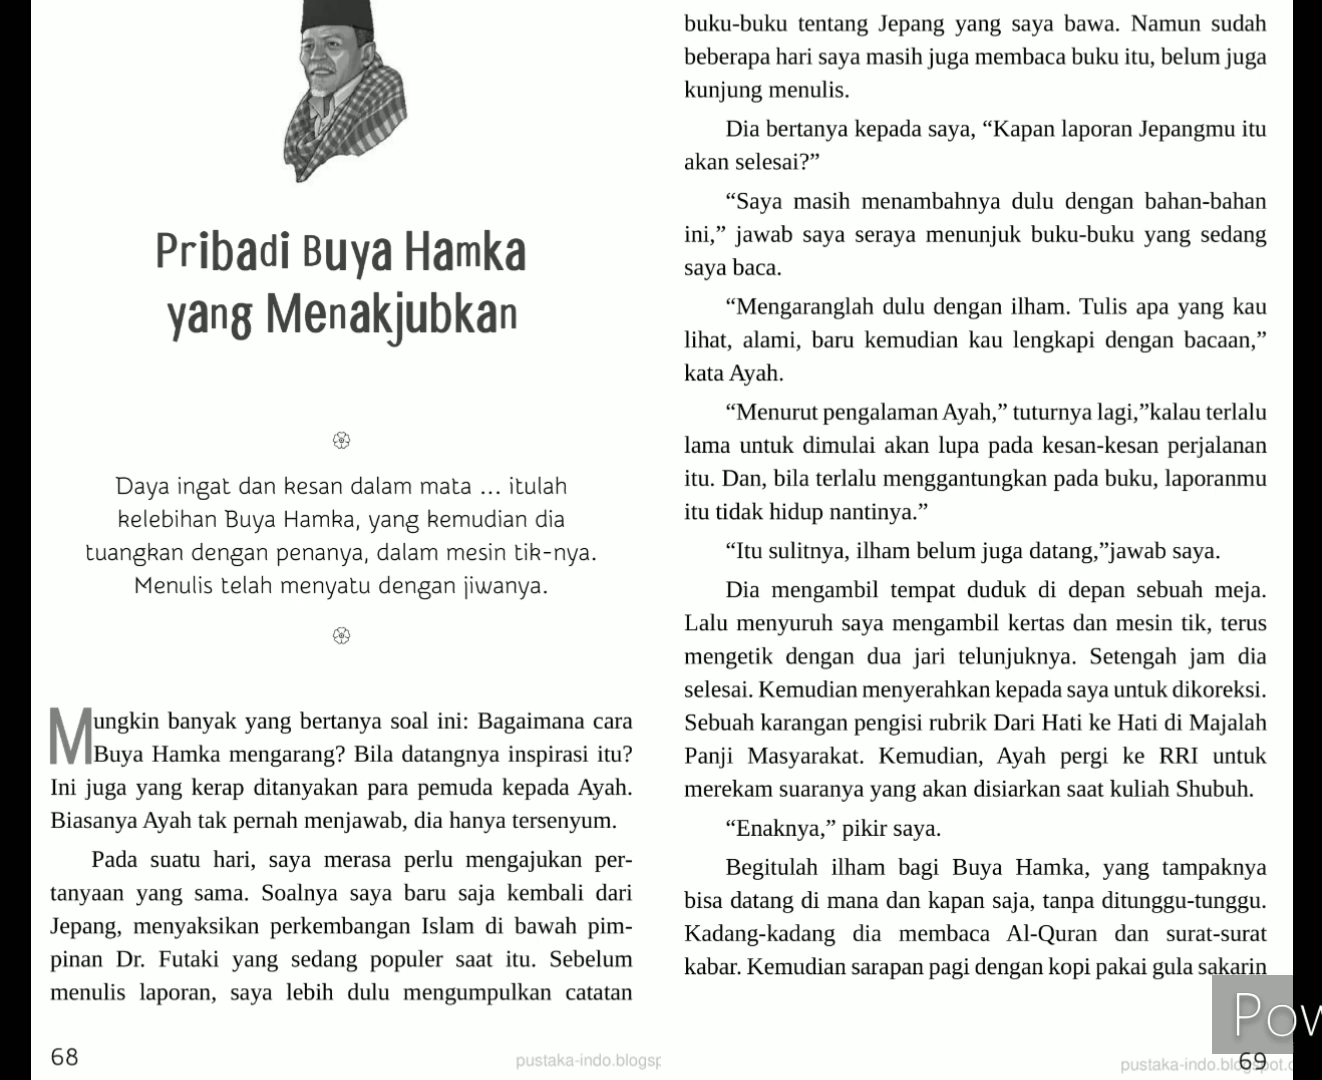 Pribadi Buya Hamka
yang Menakjubkan
Daya ingat dan kesan dalam mata ... itulah
kelebihan Buya Hamka, yang kemudian dia
tuangkan dengan penanya, dalam mesin tik-nya.
Menulis telah menyatu dengan jiwanya.
Mungkin banyak yang bertanya soal ini: Bagaimana cara
Buya Hamka mengarang? Bila datangnya inspirasi itu?
Ini juga yang kerap ditanyakan para pemuda kepada Ayah.
Biasanya Ayah tak pernah menjawab, dia hanya tersenyum.
Pada suatu hari, saya merasa perlu mengajukan per-
tanyaan yang sama. Soalnya saya baru saja kembali dari
Jepang, menyaksikan perkembangan Islam di bawah pim-
pinan Dr. Futaki yang sedang populer saat itu. Sebelum
menulis laporan, saya lebih dulu mengumpulkan catatan
68
pustaka-indo.blogsp
buku-buku tentang Jepang yang saya bawa. Namun sudah
beberapa hari saya masih juga membaca buku itu, belum juga
kunjung menulis.
Dia bertanya kepada saya, “Kapan laporan Jepangmu itu
akan selesai?”
“Saya masih menambahnya dulu dengan bahan-bahan
ini,” jawab saya seraya menunjuk buku-buku yang sedang
saya baca.
“Mengaranglah dulu dengan ilham. Tulis apa yang kau
lihat, alami, baru kemudian kau lengkapi dengan bacaan,”
kata Ayah.
“Menurut pengalaman Ayah,” tuturnya lagi,”kalau terlalu
lama untuk dimulai akan lupa pada kesan-kesan perjalanan
itu. Dan, bila terlalu menggantungkan pada buku, laporanmu
itu tidak hidup nantinya.”
“Itu sulitnya, ilham belum juga datang,”jawab saya.
Dia mengambil tempat duduk di depan sebuah meja.
Lalu menyuruh saya mengambil kertas dan mesin tik, terus
mengetik dengan dua jari telunjuknya. Setengah jam dia
selesai. Kemudian menyerahkan kepada saya untuk dikoreksi.
Sebuah karangan pengisi rubrik Dari Hati ke Hati di Majalah
Panji Masyarakat. Kemudian, Ayah pergi ke RRI untuk
merekam suaranya yang akan disiarkan saat kuliah Shubuh.
“Enaknya,” pikir saya.
Begitulah ilham bagi Buya Hamka, yang tampaknya
bisa datang di mana dan kapan saja, tanpa ditunggu-tunggu.
Kadang-kadang dia membaca Al-Quran dan surat-surat
kabar. Kemudian sarapan pagi dengan kopi pakai gula sakarin
Pow
pustaka-indo.blogspot.c
69